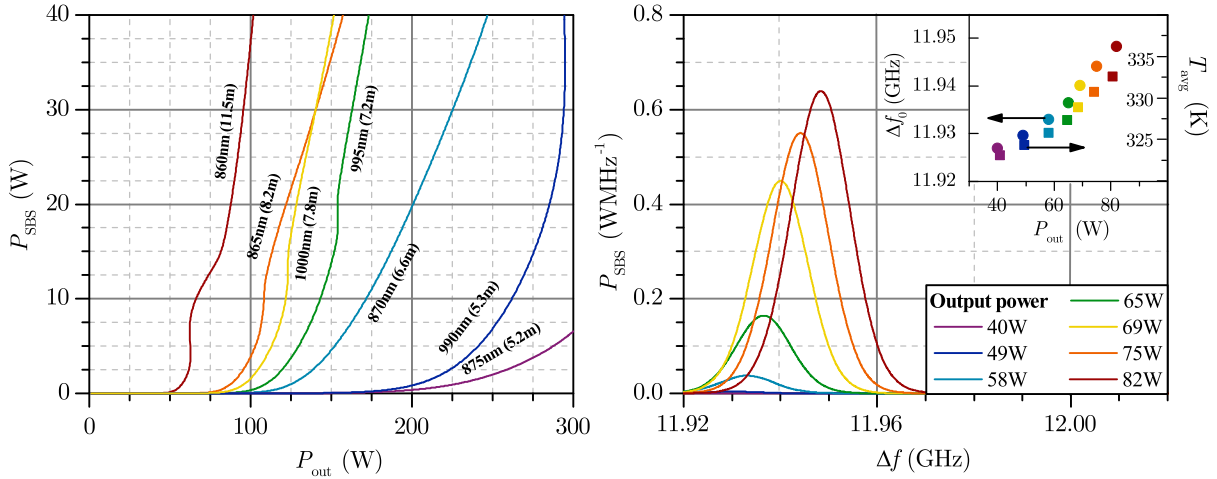 40
30
20
10
0
P_SBS (W)
0
100
200
300
P_out (W)
860nm (11.5m)
865nm (8.2m)
1000nm (7.8m)
995nm (7.2m)
870nm (6.6m)
990nm (5.3m)
875nm (5.2m)
0.8
0.6
0.4
0.2
0.0
P_SBS (WMHz⁻¹)
11.92
11.96
12.00
Δf (GHz)
11.95
11.94
11.93
11.92
Δf₀ (GHz)
335
330
325
T_avg (K)
40
60
80
P_out (W)
Output power
40W
49W
58W
65W
69W
75W
82W